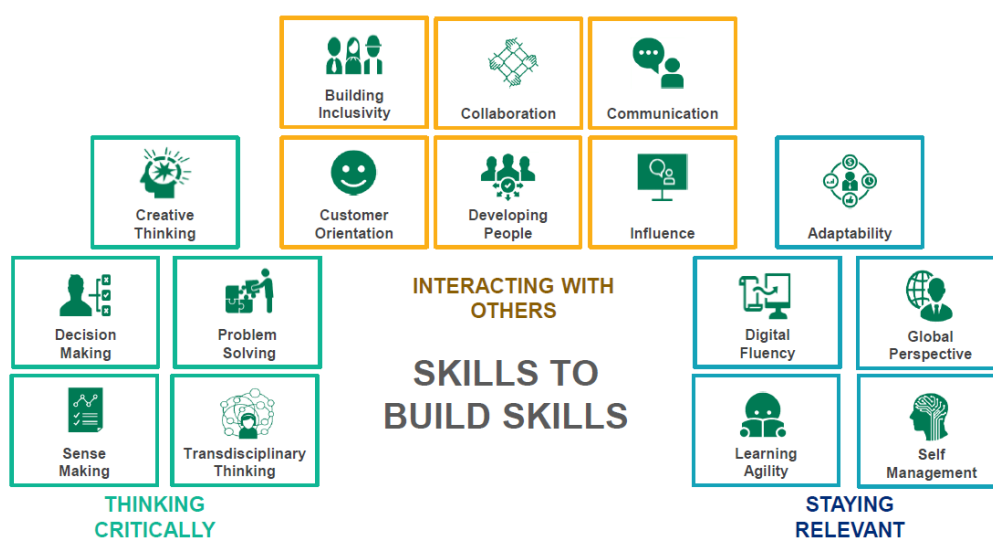 Building
Inclusivity
Collaboration
Communication
Creative
Thinking
Customer
Orientation
Developing
People
Influence
Adaptability
Decision
Making
Problem
Solving
INTERACTING WITH
OTHERS
Digital
Fluency
Global
Perspective
SKILLS TO
BUILD SKILLS
Sense
Making
Transdisciplinary
Thinking
Learning
Agility
Self
Management
THINKING
CRITICALLY
STAYING
RELEVANT